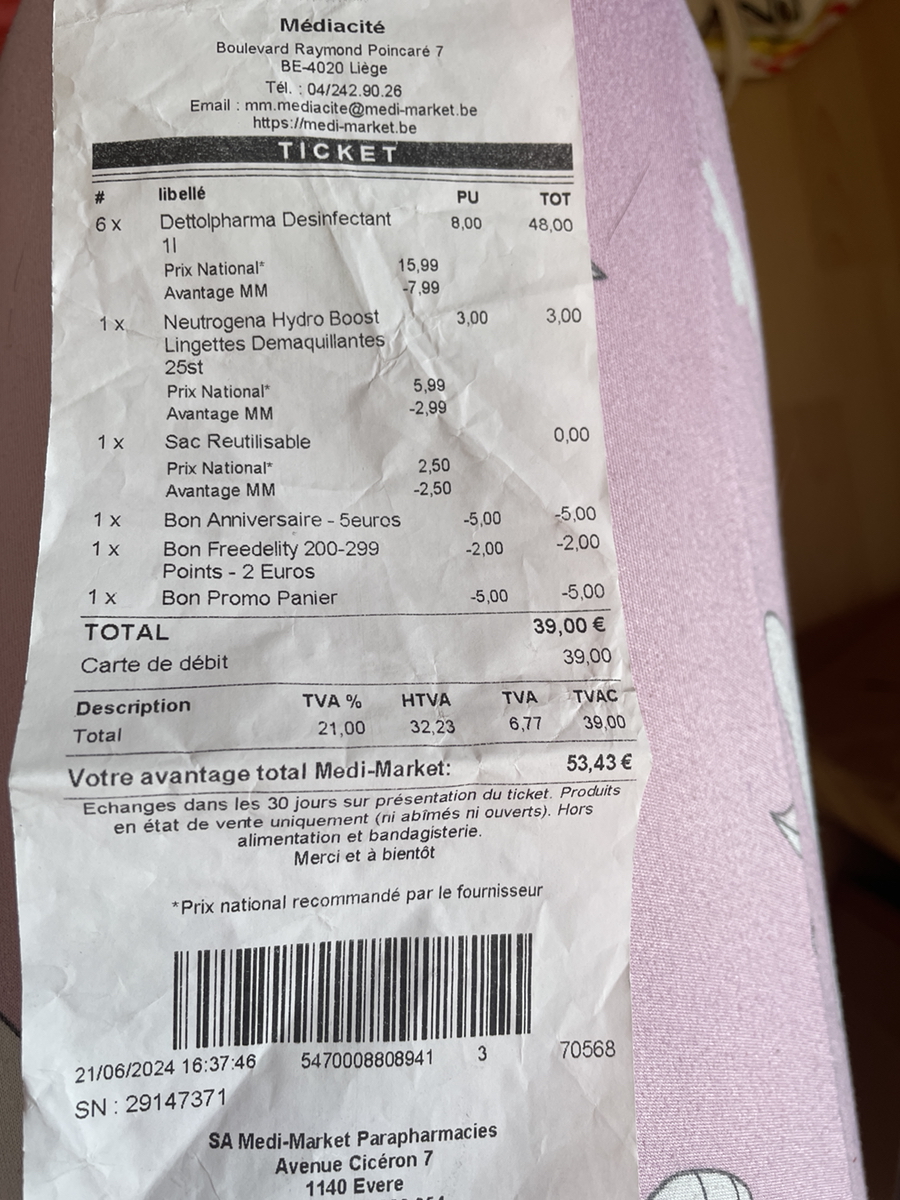 Médiacité
Boulevard Raymond Poincaré 7
BE-4020 Liège
Tél. : 04/242.90.26
Email : mm.mediacite@medi-market.be
https://medi-market.be
TICKET
# libellé PU TOT
6 x Dettolpharma Desinfectant 8,00 48,00
1l
Prix National* 15,99
Avantage MM -7,99
1 x Neutrogena Hydro Boost 3,00 3,00
Lingettes Demaquillantes
25st
Prix National* 5,99
Avantage MM -2,99
1 x Sac Reutilisable 0,00
Prix National* 2,50
Avantage MM -2,50
1 x Bon Anniversaire - 5euros -5,00 -5,00
1 x Bon Freedelity 200-299 -2,00 -2,00
Points - 2 Euros
1 x Bon Promo Panier -5,00 -5,00
TOTAL 39,00 €
Carte de débit 39,00
Description TVA % HTVA TVA TVAC
Total 21,00 32,23 6,77 39,00
Votre avantage total Medi-Market: 53,43 €
Echanges dans les 30 jours sur présentation du ticket. Produits
en état de vente uniquement (ni abîmés ni ouverts). Hors
alimentation et bandagisterie.
Merci et à bientôt
*Prix national recommandé par le fournisseur
21/06/2024 16:37:46 5470008808941 3 70568
SN : 29147371
SA Medi-Market Parapharmacies
Avenue Cicéron 7
1140 Evere